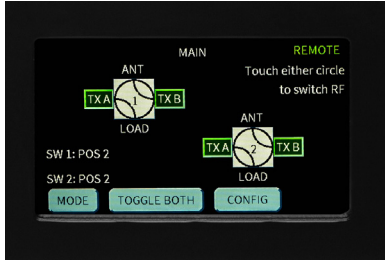 MAIN
REMOTE
Touch either circle
to switch RF
ANT
TX A
1
TX B
LOAD
ANT
TX A
2
TX B
LOAD
SW 1: POS 2
SW 2: POS 2
MODE
TOGGLE BOTH
CONFIG